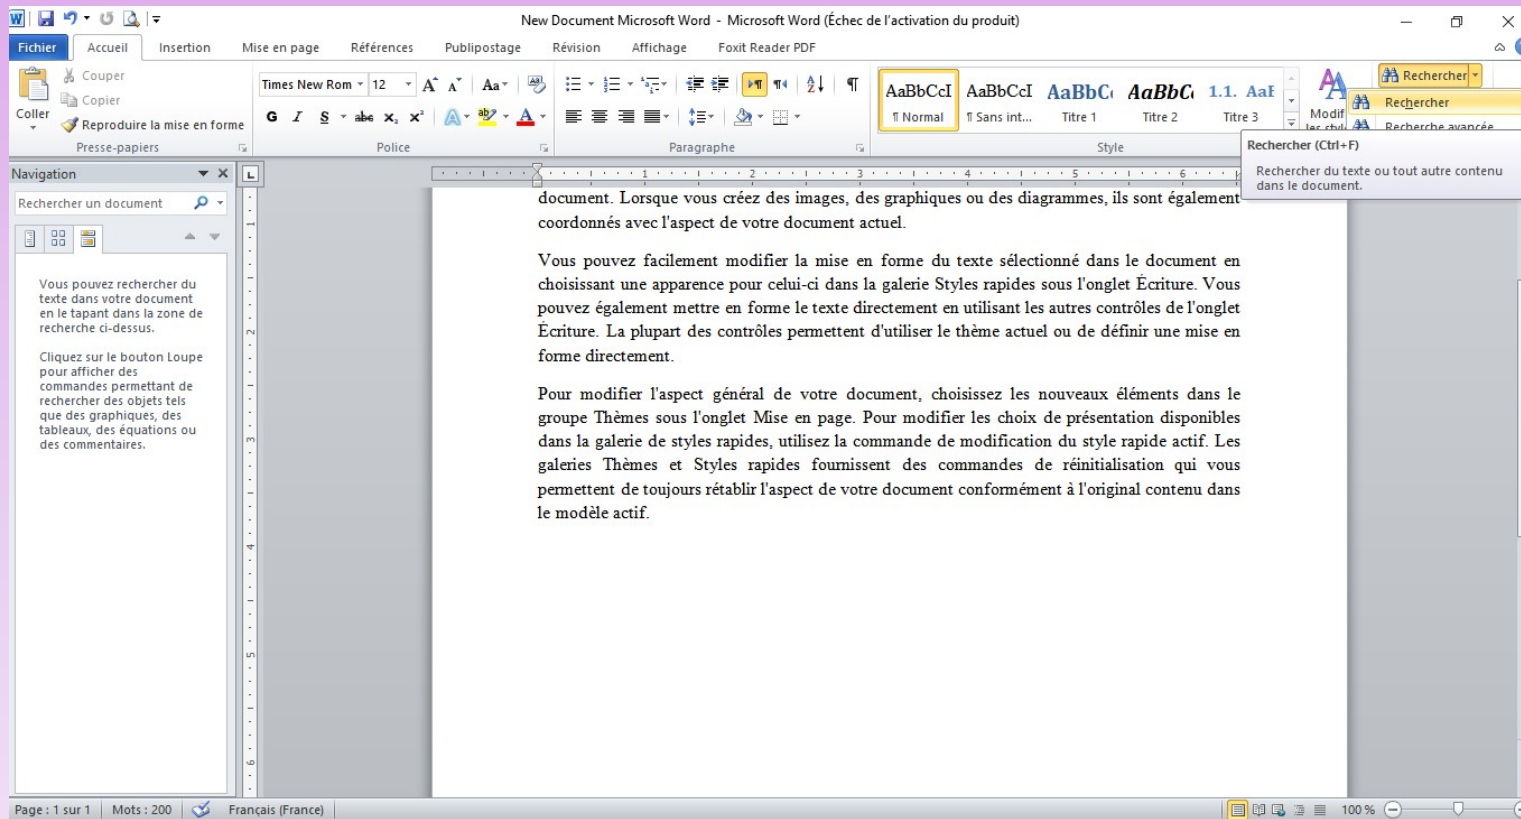 New Document Microsoft Word - Microsoft Word (Échec de l'activation du produit)
Fichier Accueil Insertion Mise en page Références Publipostage Révision Affichage Foxit Reader PDF
Couper
Copier
Coller
Reproduire la mise en forme
Presse-papiers
Times New Rom 12
G I S abc x₂ x²
Police
Paragraphe
AaBbCcI AaBbCcI AaBbC AaBbC 1.1. AaB
¶ Normal ¶ Sans int... Titre 1 Titre 2 Titre 3
Style
Modif
les styl
Rechercher
Rechercher
Recherche avancée
Rechercher (Ctrl+F)
Rechercher du texte ou tout autre contenu
dans le document.
Navigation
Rechercher un document
Vous pouvez rechercher du
texte dans votre document
en le tapant dans la zone de
recherche ci-dessus.
Cliquez sur le bouton Loupe
pour afficher des
commandes permettant de
rechercher des objets tels
que des graphiques, des
tableaux, des équations ou
des commentaires.
1 2 3 4 5 6
document. Lorsque vous créez des images, des graphiques ou des diagrammes, ils sont également
coordonnés avec l'aspect de votre document actuel.
Vous pouvez facilement modifier la mise en forme du texte sélectionné dans le document en
choisissant une apparence pour celui-ci dans la galerie Styles rapides sous l'onglet Écriture. Vous
pouvez également mettre en forme le texte directement en utilisant les autres contrôles de l'onglet
Écriture. La plupart des contrôles permettent d'utiliser le thème actuel ou de définir une mise en
forme directement.
Pour modifier l'aspect général de votre document, choisissez les nouveaux éléments dans le
groupe Thèmes sous l'onglet Mise en page. Pour modifier les choix de présentation disponibles
dans la galerie de styles rapides, utilisez la commande de modification du style rapide actif. Les
galeries Thèmes et Styles rapides fournissent des commandes de réinitialisation qui vous
permettent de toujours rétablir l'aspect de votre document conformément à l'original contenu dans
le modèle actif.
Page : 1 sur 1 Mots : 200 Français (France) 100 %